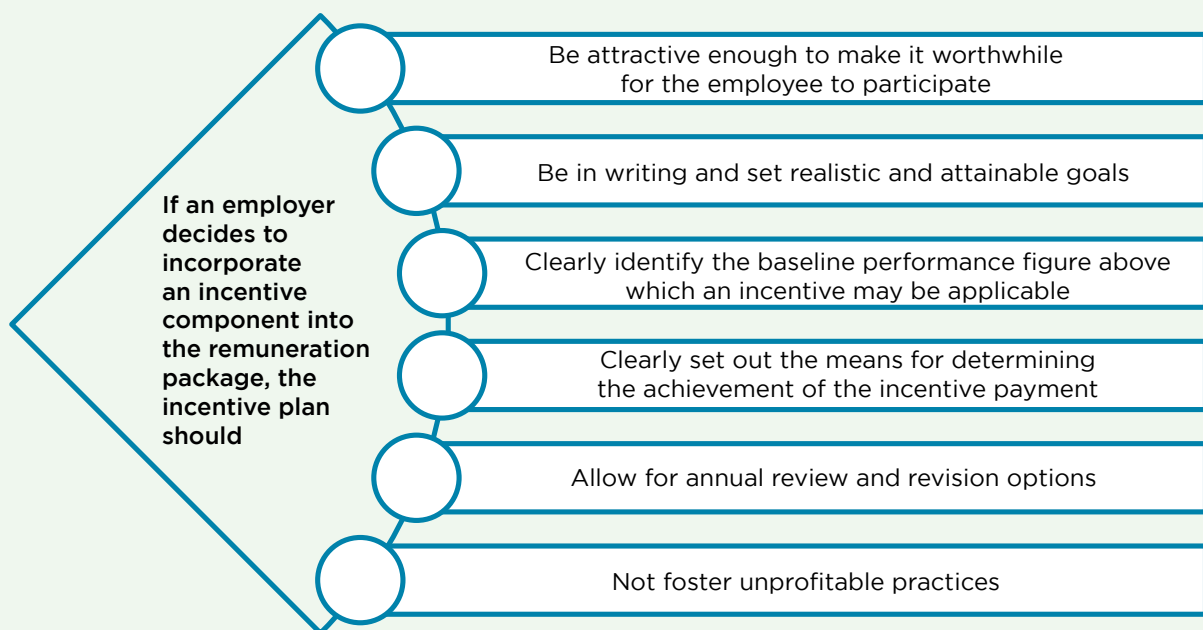 If an employer
decides to
incorporate
an incentive
component into
the remuneration
package, the
incentive plan
should
Be attractive enough to make it worthwhile
for the employee to participate
Be in writing and set realistic and attainable goals
Clearly identify the baseline performance figure above
which an incentive may be applicable
Clearly set out the means for determining
the achievement of the incentive payment
Allow for annual review and revision options
Not foster unprofitable practices